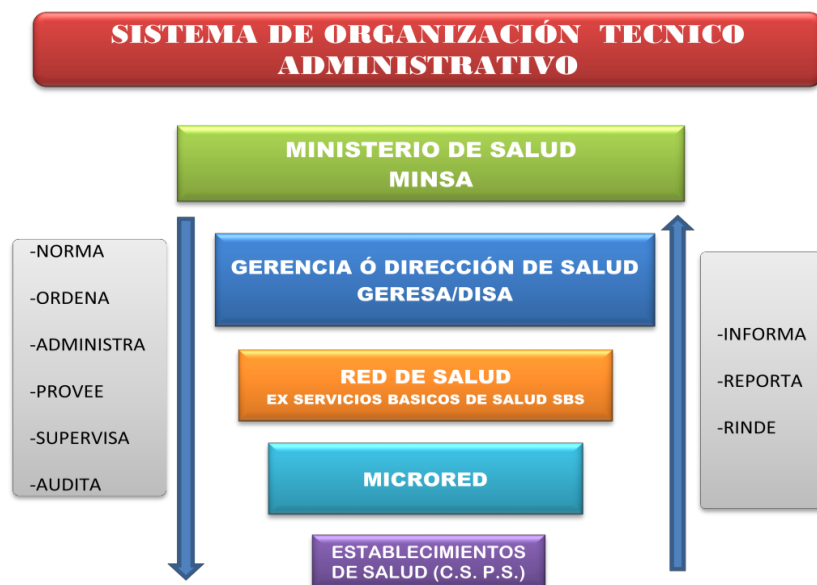 SISTEMA DE ORGANIZACIÓN TECNICO
ADMINISTRATIVO
MINISTERIO DE SALUD
MINSA
-NORMA
-ORDENA
-ADMINISTRA
-PROVEE
-SUPERVISA
-AUDITA
GERENCIA Ó DIRECCIÓN DE SALUD
GERESA/DISA
RED DE SALUD
EX SERVICIOS BASICOS DE SALUD SBS
MICRORED
ESTABLECIMIENTOS
DE SALUD (C.S. P.S.)
-INFORMA
-REPORTA
-RINDE